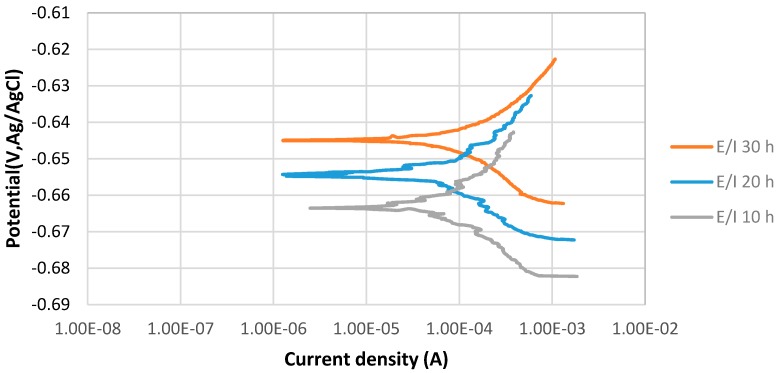 -0.61
-0.62
-0.63
-0.64
-0.65
-0.66
-0.67
-0.68
-0.69
Potential(V,Ag/AgCl)
1.00E-08 1.00E-07 1.00E-06 1.00E-05 1.00E-04 1.00E-03 1.00E-02
Current density (A)
E/I 30 h
E/I 20 h
E/I 10 h